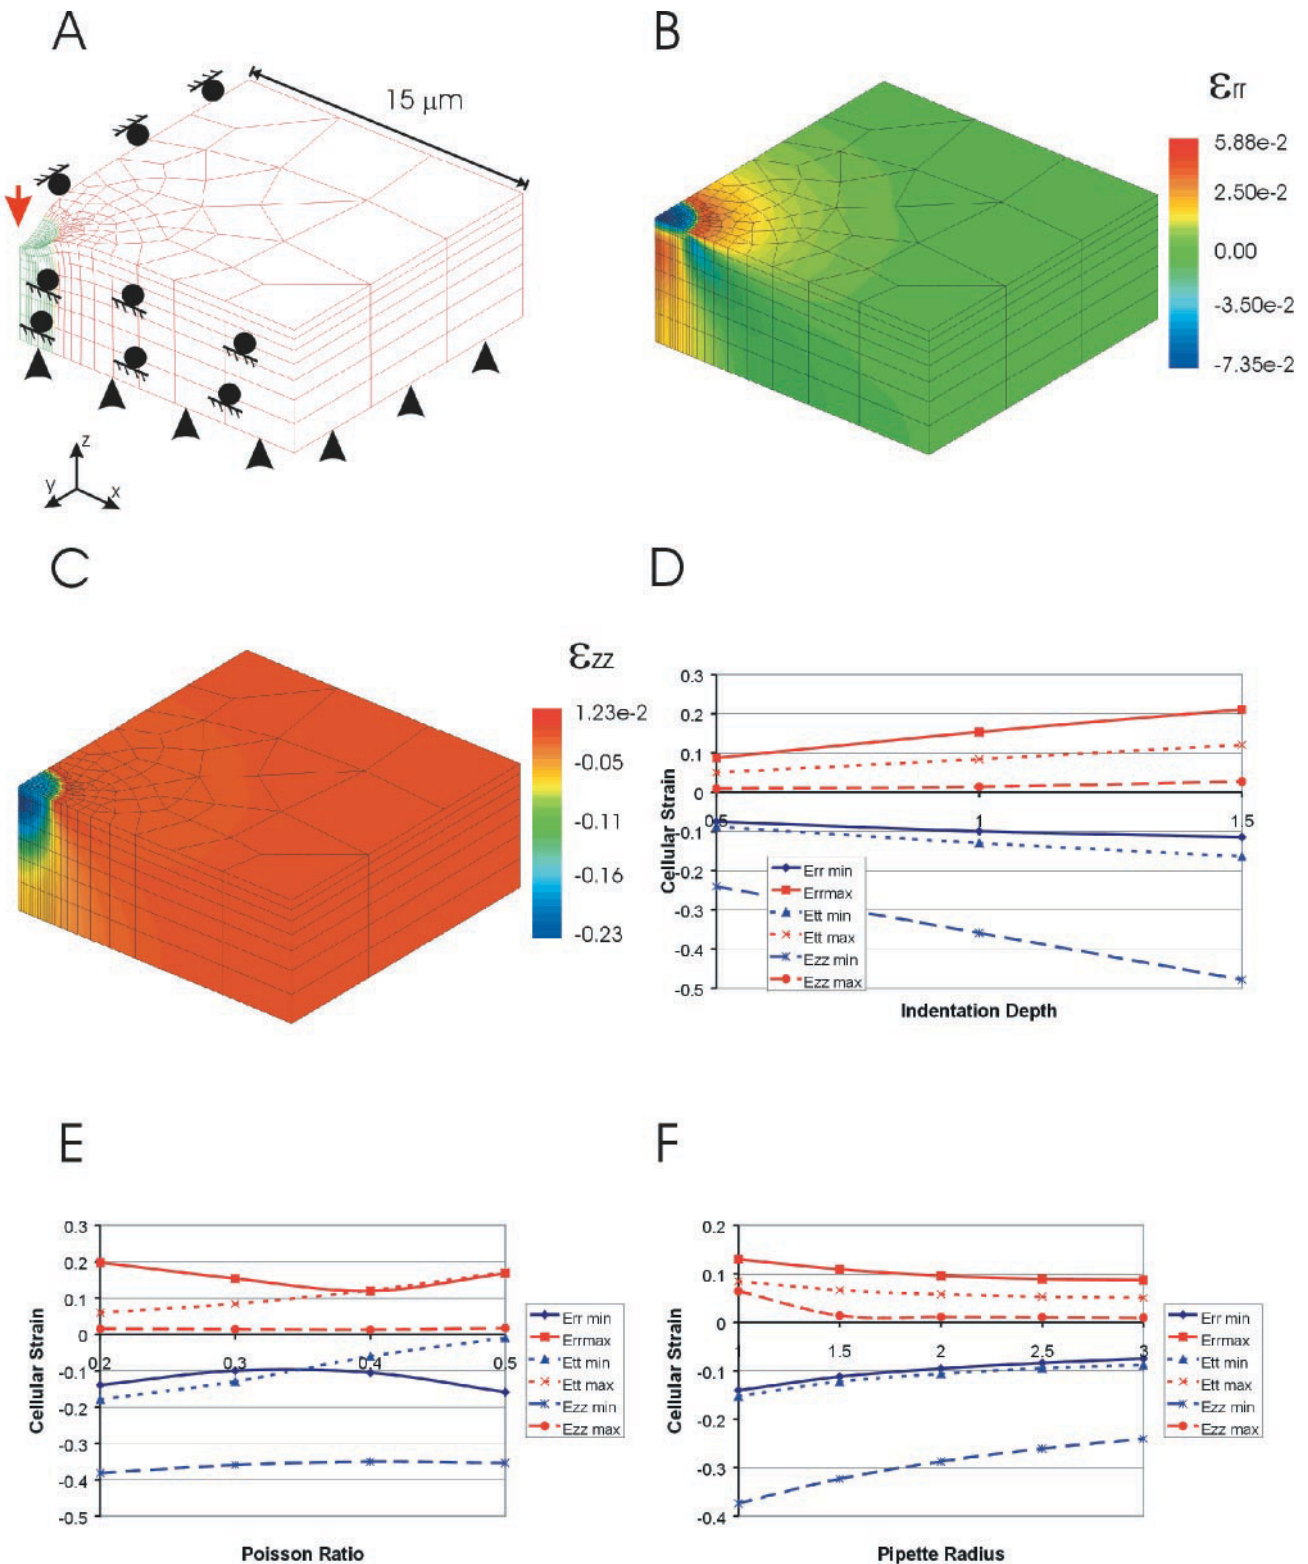 A
B
15 μm
z
y
x
εrr
5.88e-2
2.50e-2
0.00
-3.50e-2
-7.35e-2
C
D
εzz
1.23e-2
-0.05
-0.11
-0.16
-0.23
0.3
0.2
0.1
0
-0.1
-0.2
-0.3
-0.4
-0.5
0.5
1
1.5
Cellular Strain
Indentation Depth
Err min
Errmax
Ett min
Ett max
Ezz min
Ezz max
E
F
0.3
0.2
0.1
0
-0.1
-0.2
-0.3
-0.4
-0.5
0.2
0.3
0.4
0.5
Cellular Strain
Poisson Ratio
Err min
Errmax
Ett min
Ett max
Ezz min
Ezz max
0.2
0.1
0
-0.1
-0.2
-0.3
-0.4
1
1.5
2
2.5
3
Cellular Strain
Pipette Radius
Err min
Errmax
Ett min
Ett max
Ezz min
Ezz max